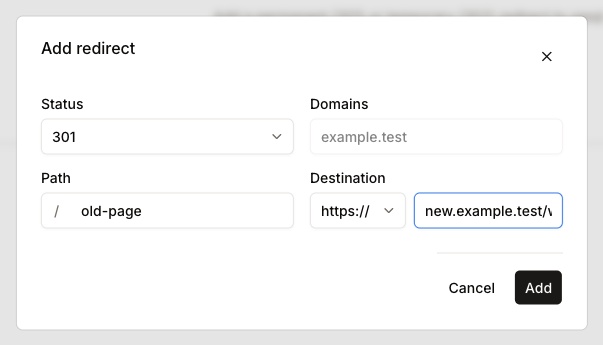 Add redirect
Status
Domains
301
example.test
Path
Destination
/ old-page
https://
new.example.test/
Cancel
Add